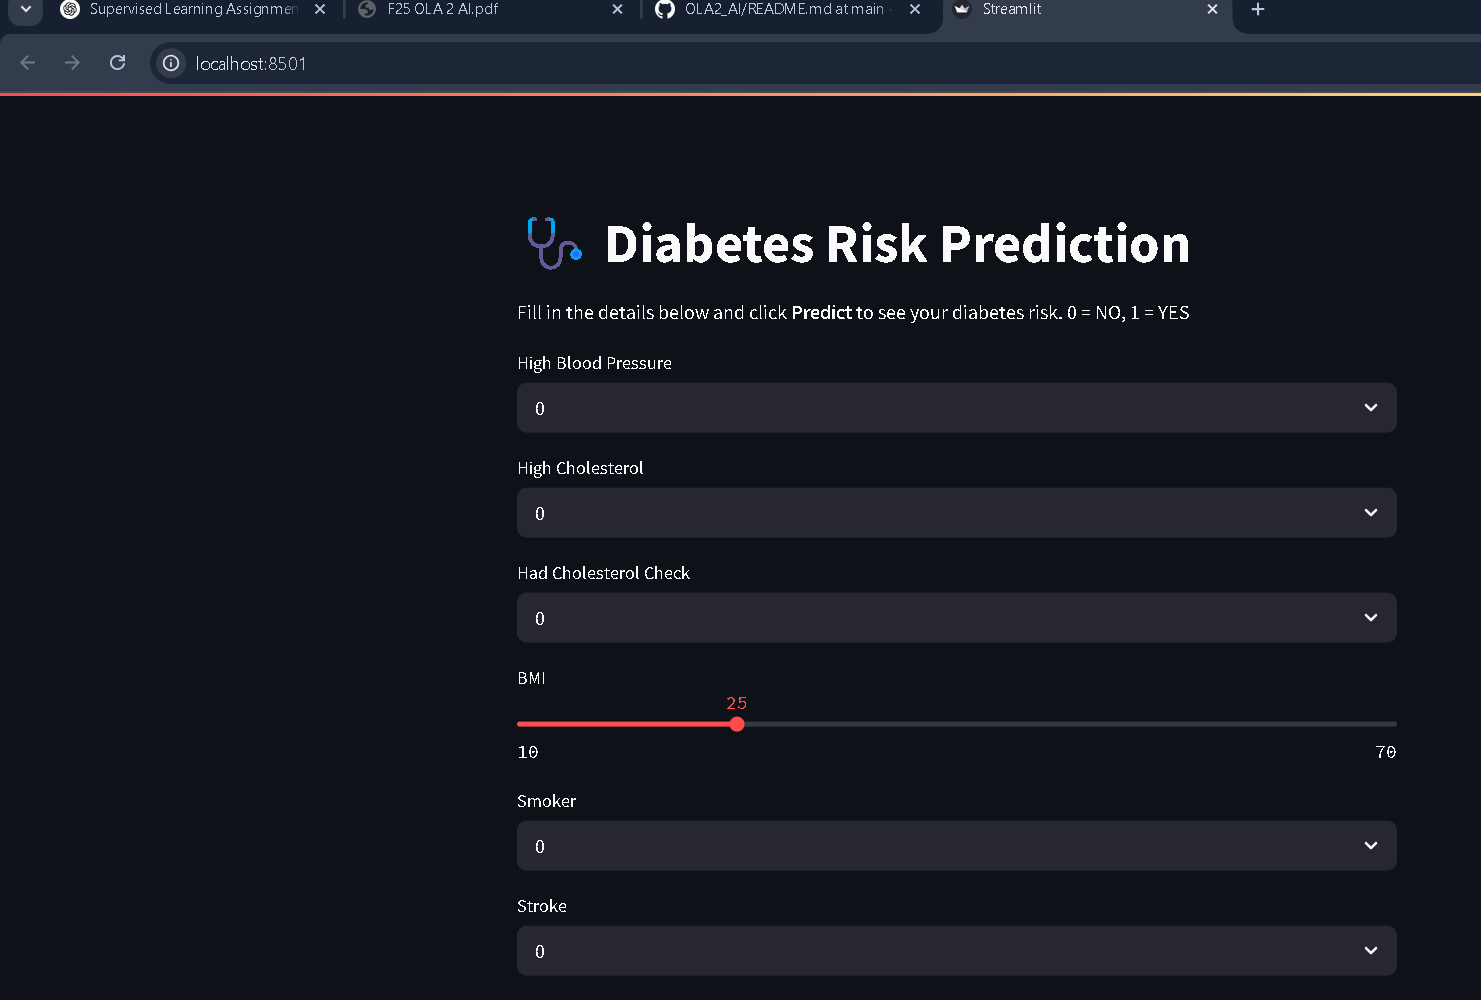 Supervised Learning Assignmen
F25 OLA 2 AI.pdf
OLA2_AI/README.md at main
Streamlit
localhost:8501
Diabetes Risk Prediction
Fill in the details below and click Predict to see your diabetes risk. 0 = NO, 1 = YES
High Blood Pressure
0
High Cholesterol
0
Had Cholesterol Check
0
BMI
25
10
70
Smoker
0
Stroke
0